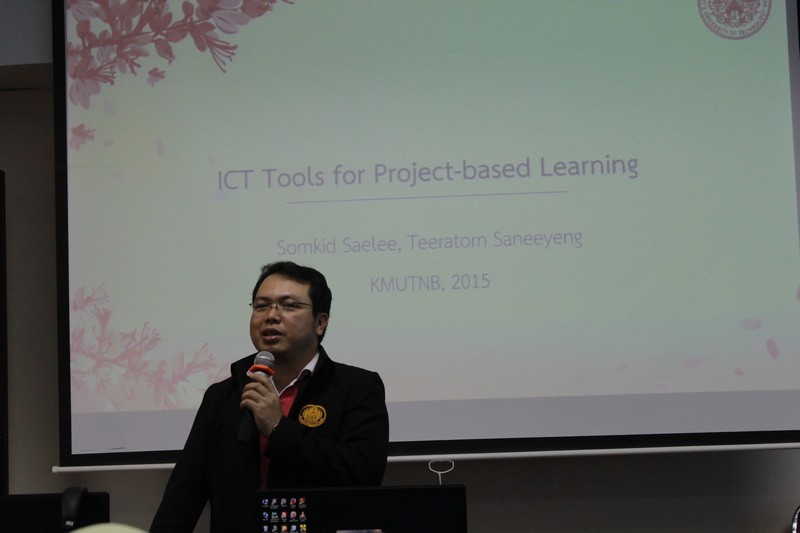 ICT Tools for Project-based Learning
Somkid Saelee, Teeratorn Saneeyeng
KMUTNB, 2015